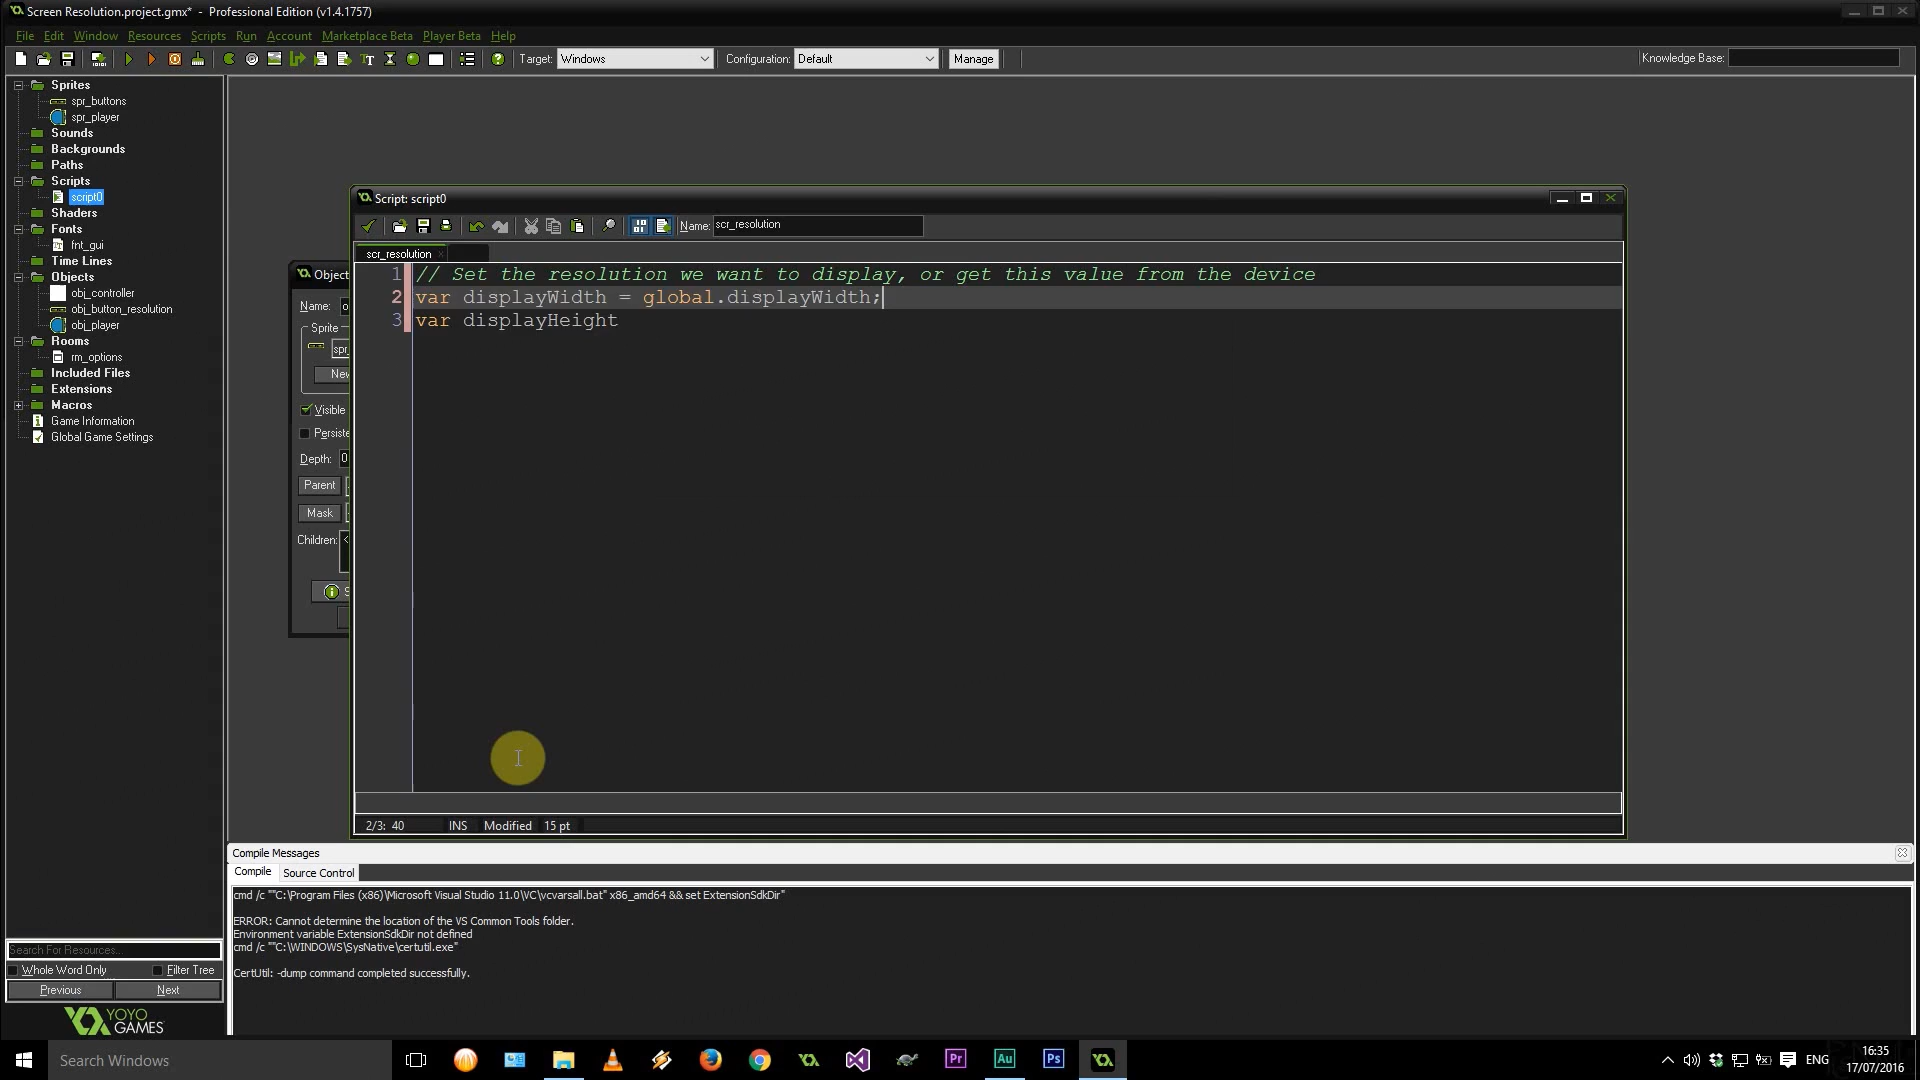 Screen Resolution.project.gmx* - Professional Edition (v1.4.1757)
File Edit Window Resources Scripts Run Account Marketplace Beta Player Beta Help
Target: Windows Configuration: Default Manage Knowledge Base:
Sprites
spr_buttons
spr_player
Sounds
Backgrounds
Paths
Scripts
script0
Shaders
Fonts
fnt_gui
Time Lines
Objects
obj_controller
obj_button_resolution
obj_player
Rooms
rm_options
Included Files
Extensions
Macros
Game Information
Global Game Settings
Search For Resources...
Whole Word Only Filter Tree
Previous Next
YOYO
GAMES
Object
Name: o
Sprite
spr_
New
Visible
Persiste
Depth: 0
Parent
Mask
Children: <
S
Script: script0
Name: scr_resolution
scr_resolution ×
1 // Set the resolution we want to display, or get this value from the device
2 var displayWidth = global.displayWidth;
3 var displayHeight
2/3: 40 INS Modified 15 pt
Compile Messages
Compile Source Control
cmd /c ""C:\Program Files (x86)\Microsoft Visual Studio 11.0\VC\vcvarsall.bat" x86_amd64 && set ExtensionSdkDir"
ERROR: Cannot determine the location of the VS Common Tools folder.
Environment variable ExtensionSdkDir not defined
cmd /c ""C:\WINDOWS\SysNative\certutil.exe"
CertUtil: -dump command completed successfully.
Search Windows
Pr Au Ps
ENG
16:35
17/07/2016